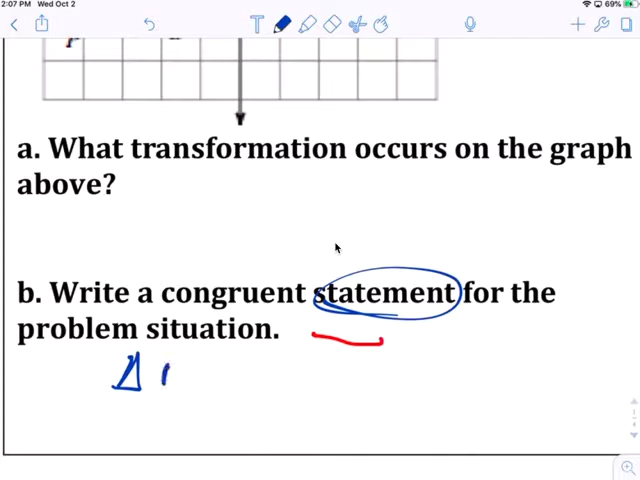 2:07 PM Wed Oct 2
69%
T
a. What transformation occurs on the graph
above?
b. Write a congruent statement for the
problem situation.
Δ